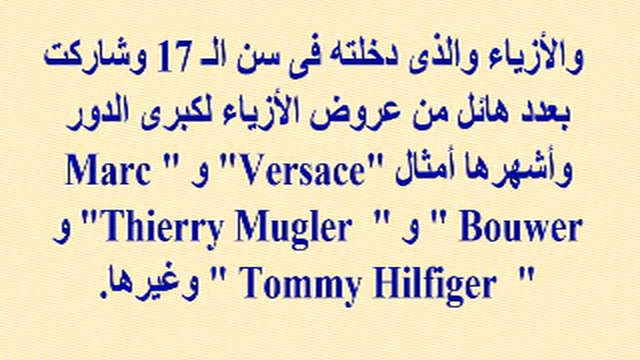 والأزياء والذى دخلته فى سن الـ 17 وشاركت
بعدد هائل من عروض الأزياء لكبرى الدور
وأشهرها أمثال "Versace" و " Marc
Bouwer " و " Thierry Mugler" و
" Tommy Hilfiger " وغيرها.